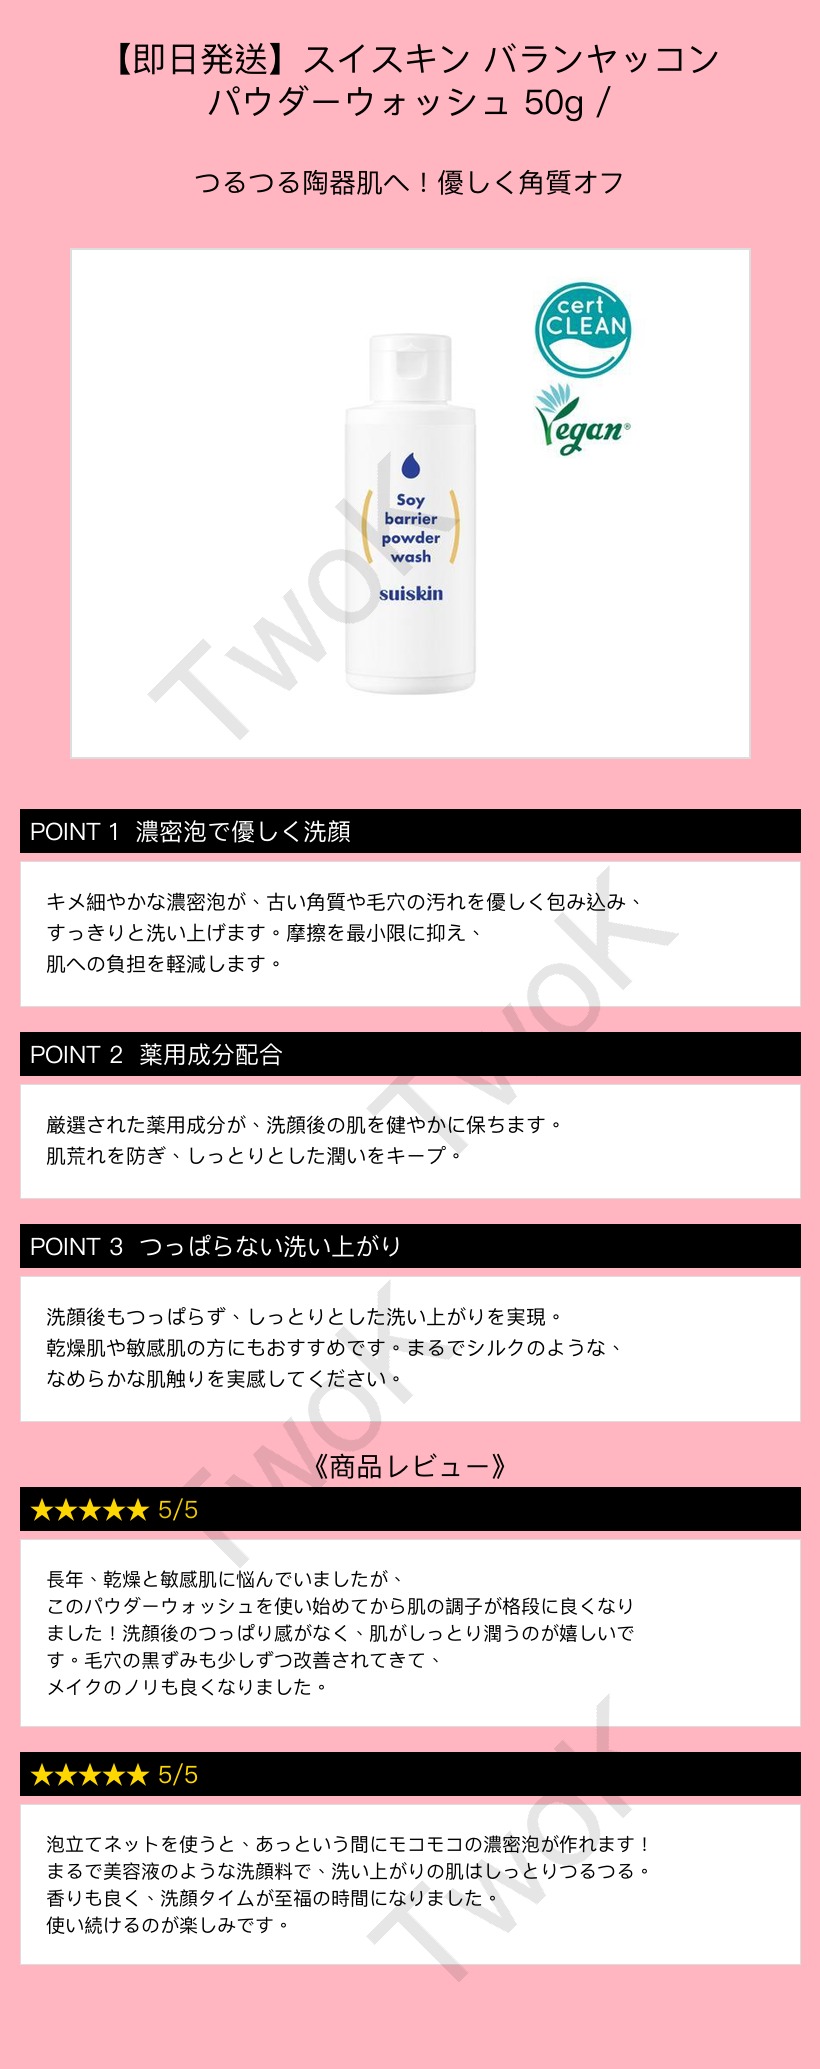 【即日発送】スイスキン バランヤッコン
パウダーウォッシュ 50g /
つるつる陶器肌へ！優しく角質オフ
cert
CLEAN
Vegan®
Soy
barrier
powder
wash
suiskin
TwoK
POINT 1 濃密泡で優しく洗顔
キメ細やかな濃密泡が、古い角質や毛穴の汚れを優しく包み込み、
すっきりと洗い上げます。摩擦を最小限に抑え、
肌への負担を軽減します。
TwoK
POINT 2 薬用成分配合
厳選された薬用成分が、洗顔後の肌を健やかに保ちます。
肌荒れを防ぎ、しっとりとした潤いをキープ。
POINT 3 つっぱらない洗い上がり
洗顔後もつっぱらず、しっとりとした洗い上がりを実現。
乾燥肌や敏感肌の方にもおすすめです。まるでシルクのような、
なめらかな肌触りを実感してください。
TwoK
《商品レビュー》
★★★★★ 5/5
長年、乾燥と敏感肌に悩んでいましたが、
このパウダーウォッシュを使い始めてから肌の調子が格段に良くなり
ました！洗顔後のつっぱり感がなく、肌がしっとり潤うのが嬉しいで
す。毛穴の黒ずみも少しずつ改善されてきて、
メイクのノリも良くなりました。
★★★★★ 5/5
泡立てネットを使うと、あっという間にモコモコの濃密泡が作れます！
まるで美容液のような洗顔料で、洗い上がりの肌はしっとりつるつる。
香りも良く、洗顔タイムが至福の時間になりました。
使い続けるのが楽しみです。
TwoK